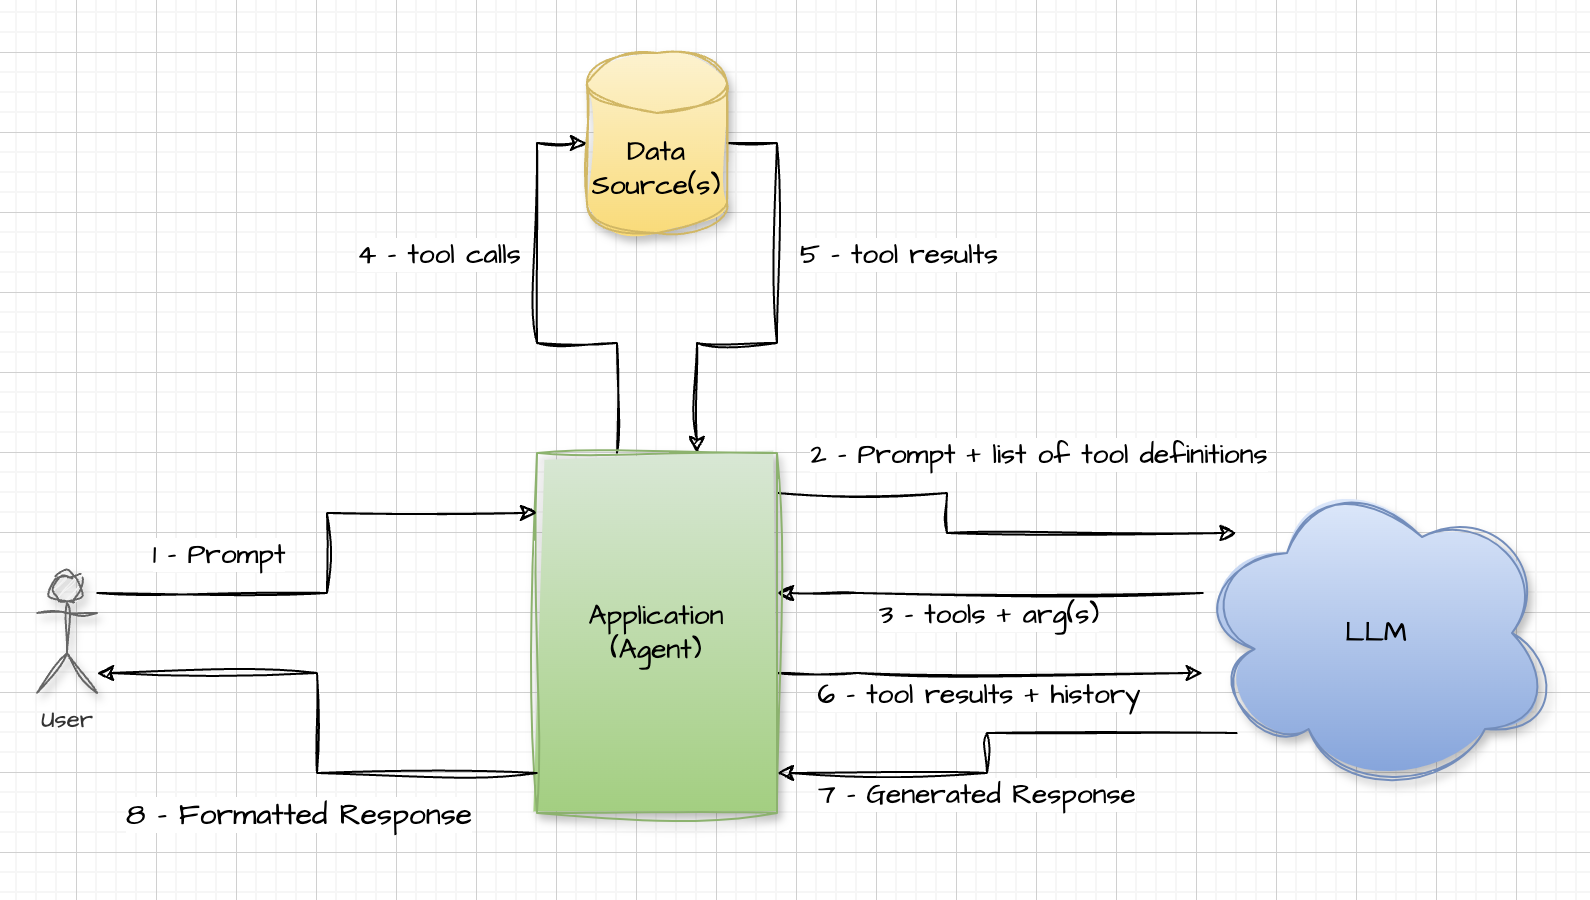 Data
Source(s)
4 - tool calls
5 - tool results
2 - Prompt + list of tool definitions
1 - Prompt
Application
(Agent)
3 - tools + arg(s)
LLM
6 - tool results + history
User
7 - Generated Response
8 - Formatted Response